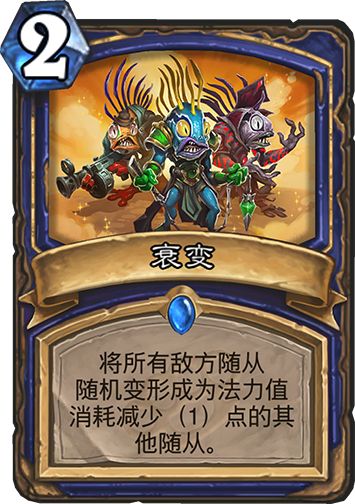 2
衰变
将所有敌方随从
随机变形成为法力值
消耗减少（1）点的其
他随从。